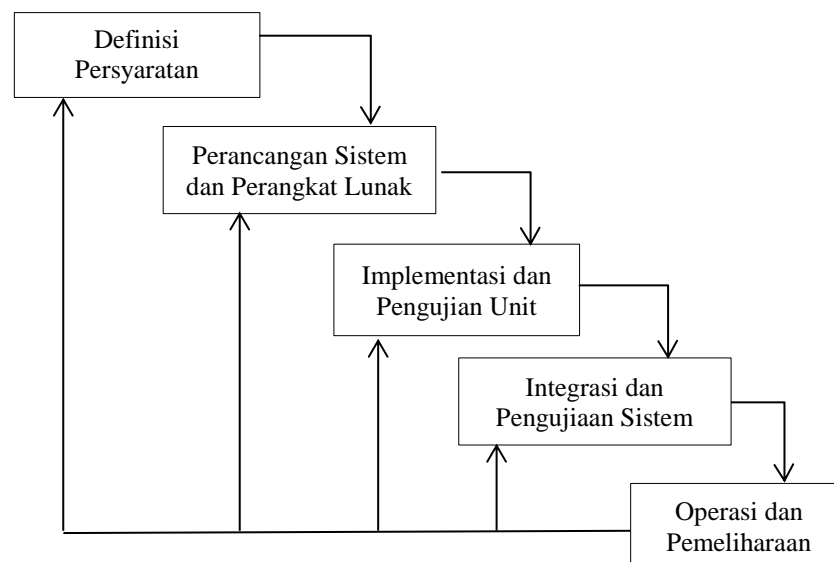 Definisi
Persyaratan
Perancangan Sistem
dan Perangkat Lunak
Implementasi dan
Pengujian Unit
Integrasi dan
Pengujiaan Sistem
Operasi dan
Pemeliharaan